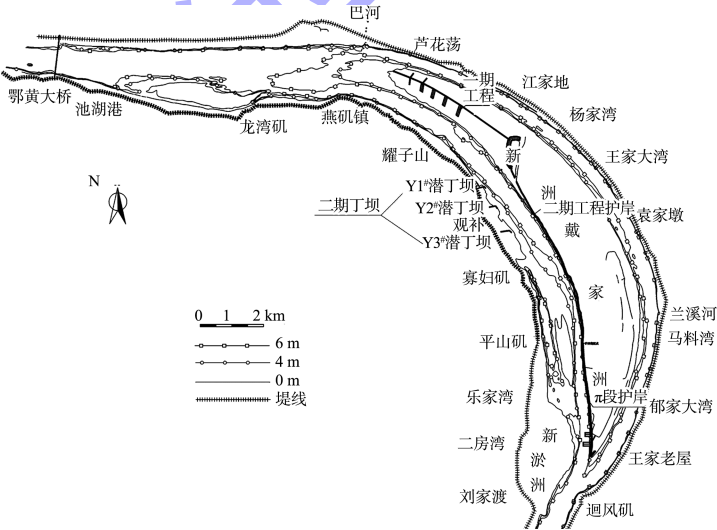 巴河
芦花荡
二期
工程
江家地
鄂黄大桥
池湖港
龙湾矶
燕矶镇
杨家湾
耀子山
新
王家大湾
N
Y1#潜丁坝
洲
二期丁坝
Y2#潜丁坝
二期工程护岸
袁家墩
观补
戴
Y3#潜丁坝
寡妇矶
家
0 1 2 km
兰溪河
6 m
平山矶
马料湾
4 m
0 m
洲
堤线
乐家湾
π段护岸
郁家大湾
二房湾
新
淤
洲
王家老屋
刘家渡
迴风矶